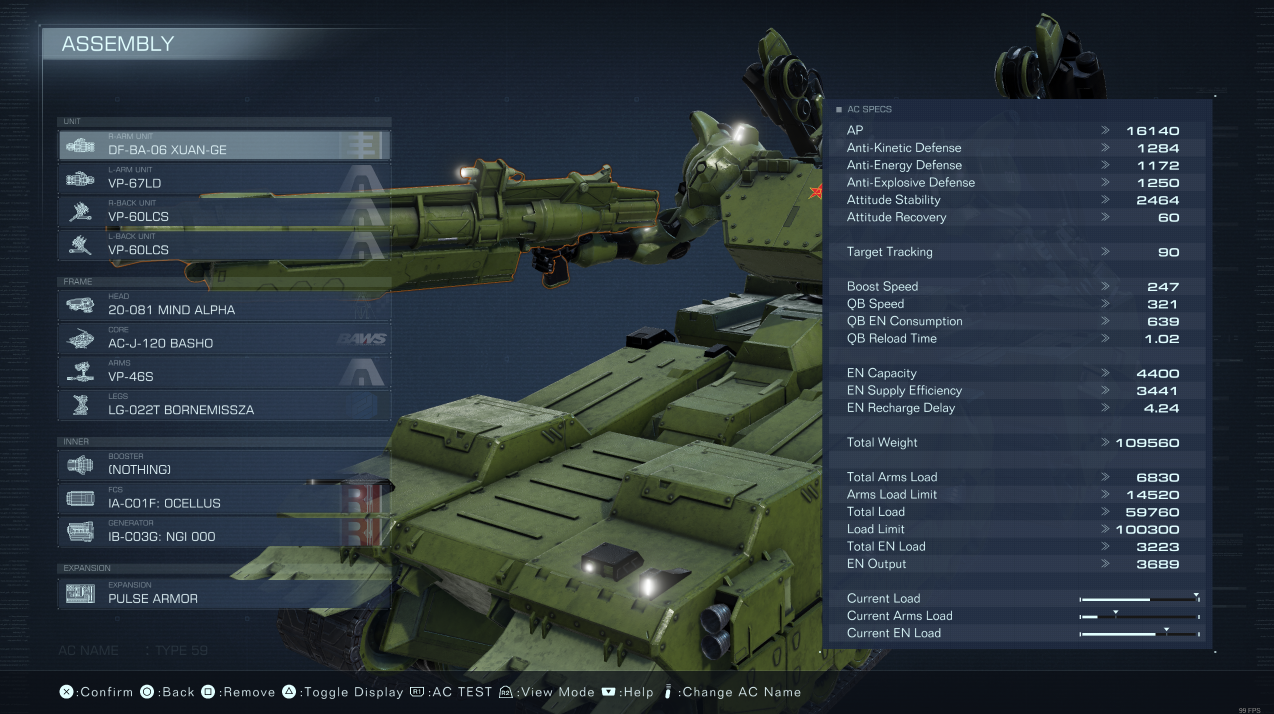 ASSEMBLY
UNIT
R-ARM UNIT
DF-BA-06 XUAN-GE
L-ARM UNIT
VP-67LD
R-BACK UNIT
VP-60LCS
L-BACK UNIT
VP-60LCS
FRAME
HEAD
20-081 MIND ALPHA
CORE
AC-J-120 BASHO
BAWS
ARMS
VP-46S
LEGS
LG-022T BORNEMISSZA
INNER
BOOSTER
(NOTHING)
FCS
IA-C01F: OCELLUS
GENERATOR
IB-C03G: NGI 000
EXPANSION
EXPANSION
PULSE ARMOR
AC NAME : TYPE 59
AC SPECS
AP 16140
Anti-Kinetic Defense 1284
Anti-Energy Defense 1172
Anti-Explosive Defense 1250
Attitude Stability 2464
Attitude Recovery 60
Target Tracking 90
Boost Speed 247
QB Speed 321
QB EN Consumption 639
QB Reload Time 1.02
EN Capacity 4400
EN Supply Efficiency 3441
EN Recharge Delay 4.24
Total Weight 109560
Total Arms Load 6830
Arms Load Limit 14520
Total Load 59760
Load Limit 100300
Total EN Load 3223
EN Output 3689
Current Load
Current Arms Load
Current EN Load
:Confirm :Back :Remove :Toggle Display R1 :AC TEST R2 :View Mode :Help :Change AC Name
99 FPS